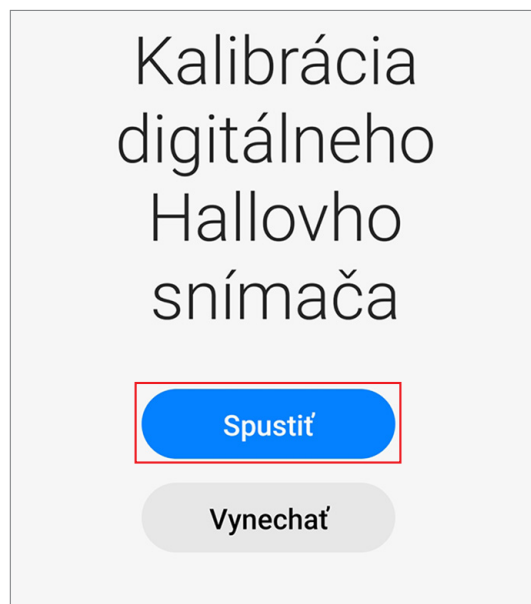 Kalibrácia
digitálneho
Hallovho
snímača
Spustiť
Vynechať